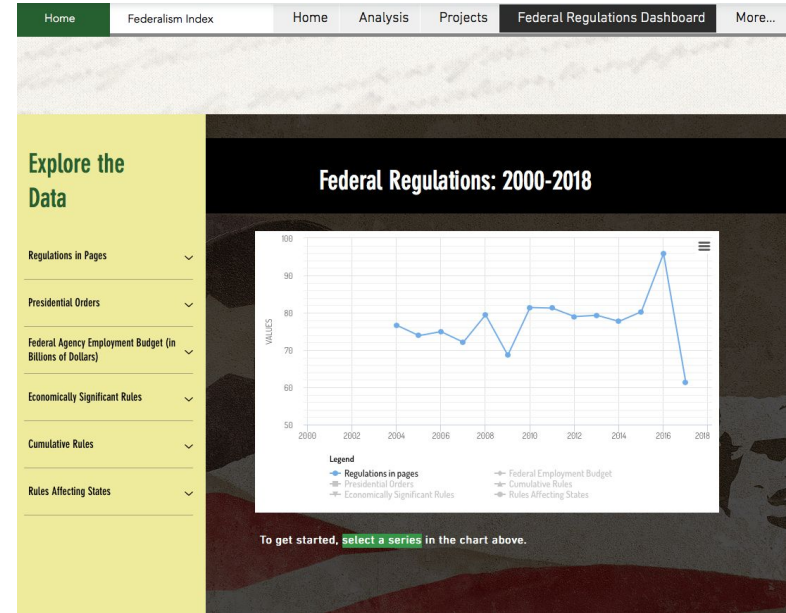 Home
Federalism Index
Home
Analysis
Projects
Federal Regulations Dashboard
More...
Explore the
Data
Regulations in Pages
Presidential Orders
Federal Agency Employment Budget (in
Billions of Dollars)
Economically Significant Rules
Cumulative Rules
Rules Affecting States
Federal Regulations: 2000-2018
100
90
80
70
60
50
VALUES
2000 2002 2004 2006 2008 2010 2012 2014 2016 2018
Legend
Regulations in pages
Presidential Orders
Economically Significant Rules
Federal Employment Budget
Cumulative Rules
Rules Affecting States
To get started, select a series in the chart above.